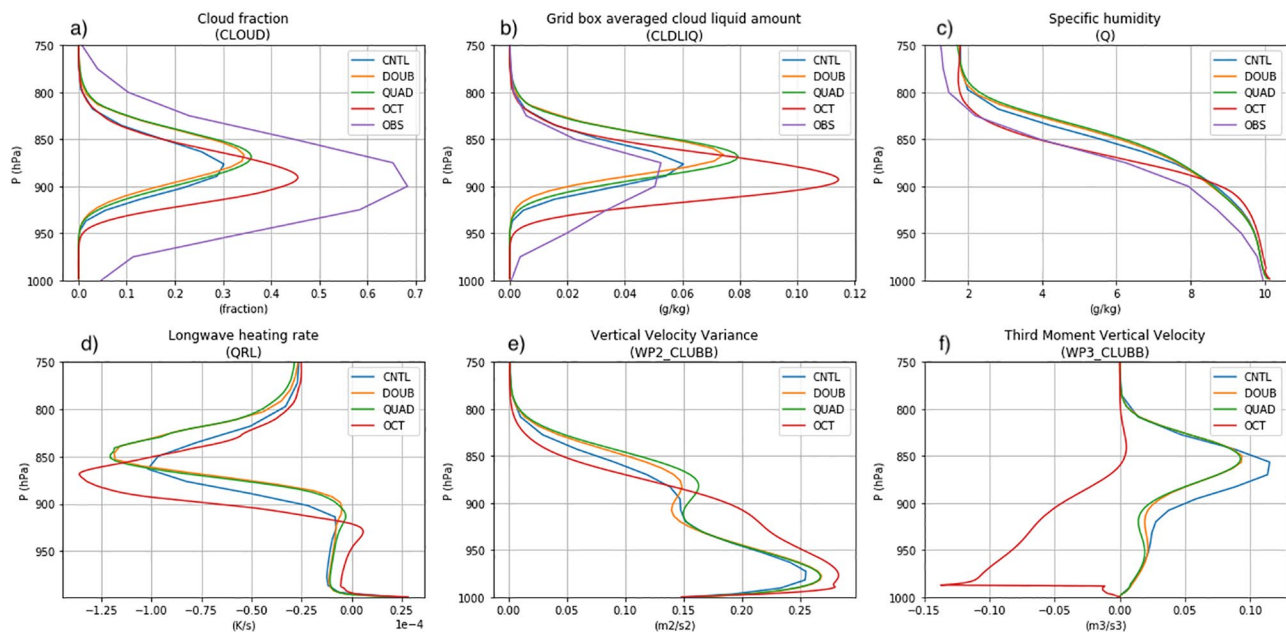 a)
Cloud fraction
(CLOUD)
750
800
850
900
950
1000
P (hPa)
0.0 0.1 0.2 0.3 0.4 0.5 0.6 0.7
(fraction)
CNTL
DOUB
QUAD
OCT
OBS
b)
Grid box averaged cloud liquid amount
(CLDLIQ)
750
800
850
900
950
1000
P (hPa)
0.00 0.02 0.04 0.06 0.08 0.10 0.12
(g/kg)
CNTL
DOUB
QUAD
OCT
OBS
c)
Specific humidity
(Q)
750
800
850
900
950
1000
P (hPa)
2 4 6 8 10
(g/kg)
CNTL
DOUB
QUAD
OCT
OBS
d)
Longwave heating rate
(QRL)
750
800
850
900
950
P (hPa)
−1.25 −1.00 −0.75 −0.50 −0.25 0.00 0.25
(K/s)
1e−4
CNTL
DOUB
QUAD
OCT
e)
Vertical Velocity Variance
(WP2_CLUBB)
750
800
850
900
950
1000
P (hPa)
0.00 0.05 0.10 0.15 0.20 0.25
(m2/s2)
CNTL
DOUB
QUAD
OCT
f)
Third Moment Vertical Velocity
(WP3_CLUBB)
750
800
850
900
950
1000
P (hPa)
−0.15 −0.10 −0.05 0.00 0.05 0.10
(m3/s3)
CNTL
DOUB
QUAD
OCT